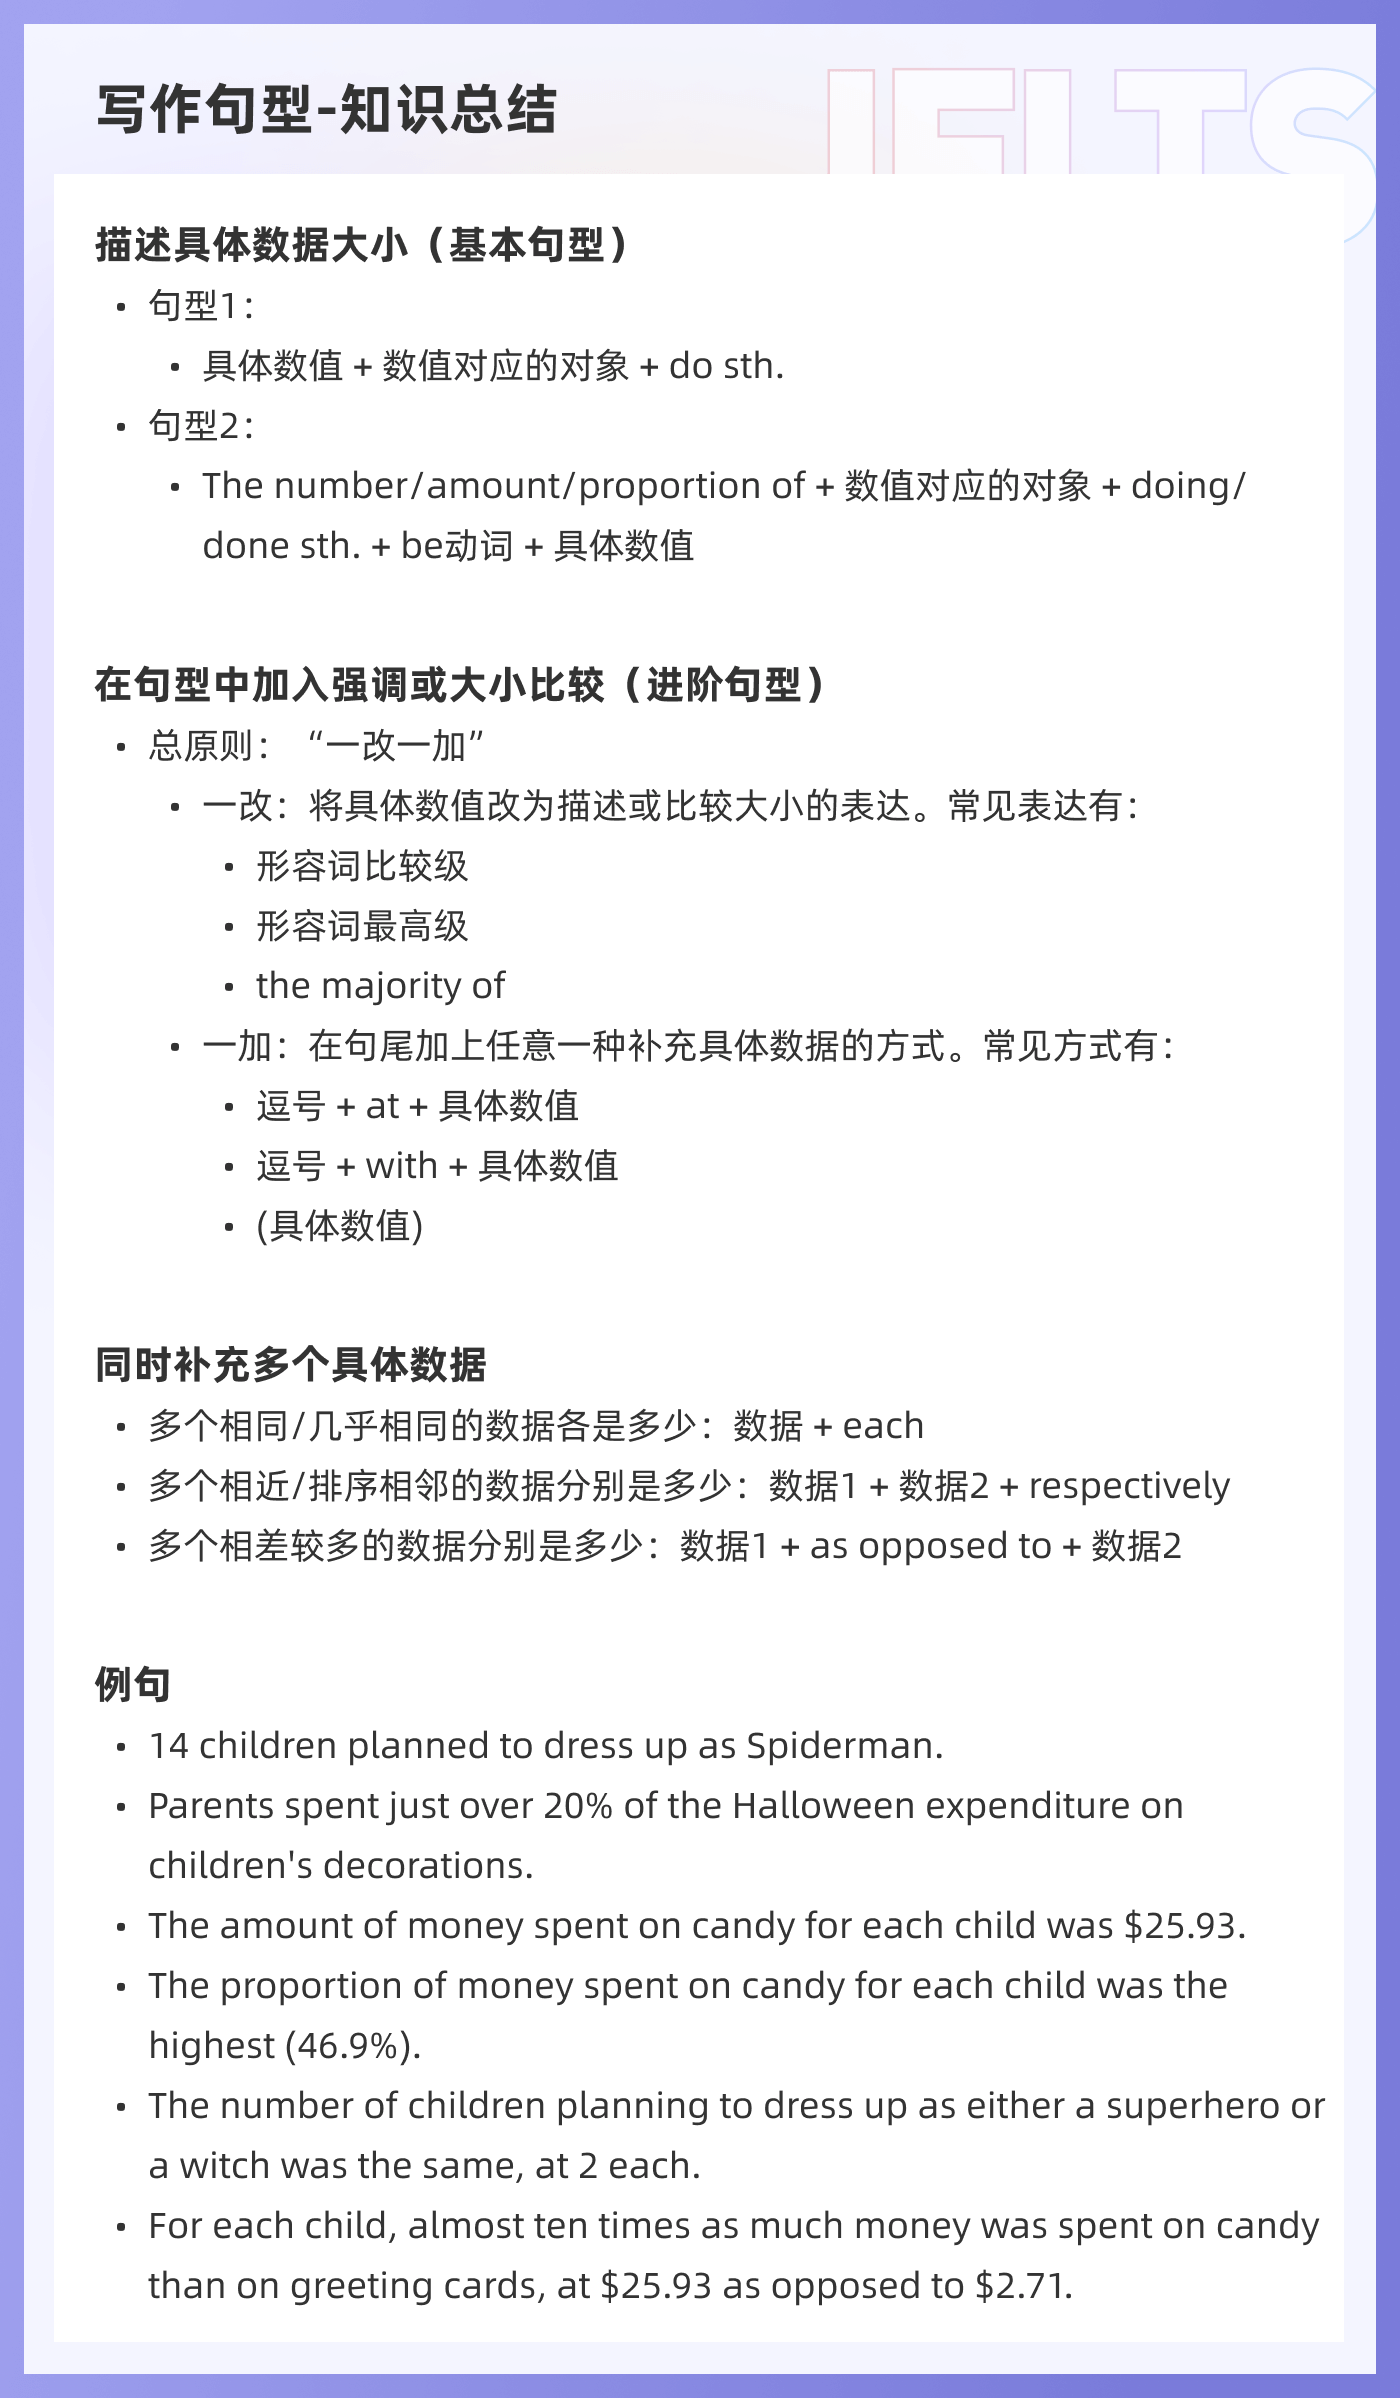 IELTS
写作句型-知识总结
描述具体数据大小（基本句型）
• 句型1：
• 具体数值 + 数值对应的对象 + do sth.
• 句型2：
• The number/amount/proportion of + 数值对应的对象 + doing/
done sth. + be动词 + 具体数值
在句型中加入强调或大小比较（进阶句型）
• 总原则： “一改一加”
• 一改：将具体数值改为描述或比较大小的表达。常见表达有：
• 形容词比较级
• 形容词最高级
• the majority of
• 一加：在句尾加上任意一种补充具体数据的方式。常见方式有：
• 逗号 + at + 具体数值
• 逗号 + with + 具体数值
• (具体数值)
同时补充多个具体数据
• 多个相同/几乎相同的数据各是多少：数据 + each
• 多个相近/排序相邻的数据分别是多少：数据1 + 数据2 + respectively
• 多个相差较多的数据分别是多少：数据1 + as opposed to + 数据2
例句
• 14 children planned to dress up as Spiderman.
• Parents spent just over 20% of the Halloween expenditure on
children's decorations.
• The amount of money spent on candy for each child was $25.93.
• The proportion of money spent on candy for each child was the
highest (46.9%).
• The number of children planning to dress up as either a superhero or
a witch was the same, at 2 each.
• For each child, almost ten times as much money was spent on candy
than on greeting cards, at $25.93 as opposed to $2.71.